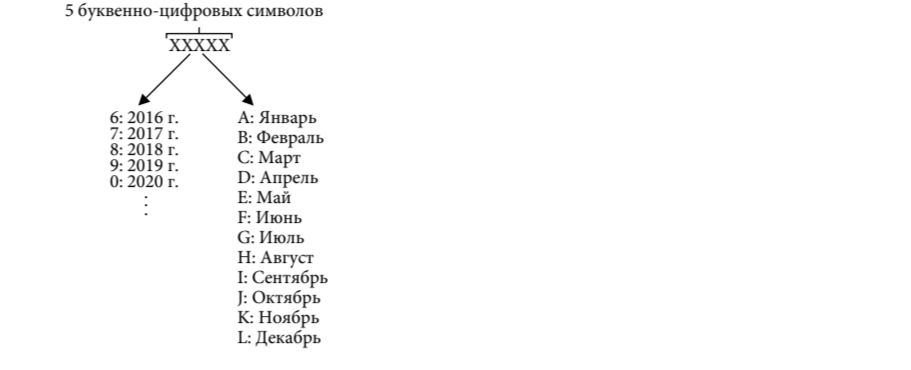 5 буквенно-цифровых символов
XXXXX
6: 2016 г.
7: 2017 г.
8: 2018 г.
9: 2019 г.
0: 2020 г.
⋮
A: Январь
B: Февраль
C: Март
D: Апрель
E: Май
F: Июнь
G: Июль
H: Август
I: Сентябрь
J: Октябрь
K: Ноябрь
L: Декабрь